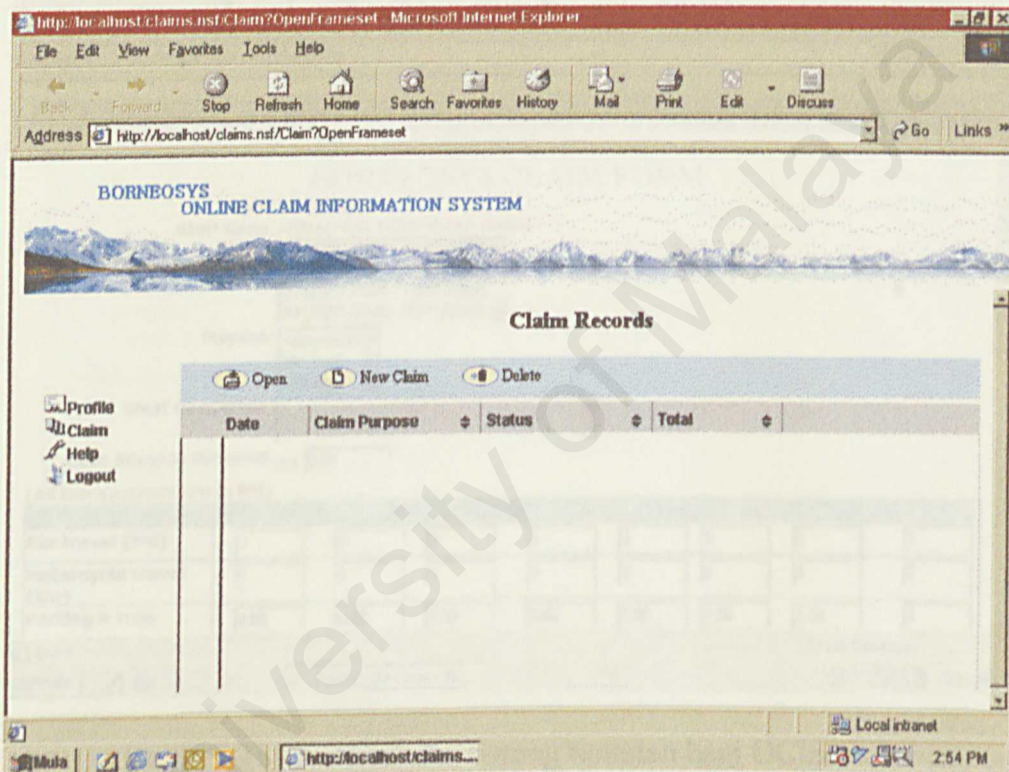 http://localhost/claims.nsf/Claim?OpenFrameset - Microsoft Internet Explorer
File Edit View Favorites Tools Help
Back Forward Stop Refresh Home Search Favorites History Mail Print Edit Discuss
Address http://localhost/claims.nsf/Claim?OpenFrameset Go Links »
BORNEOSYS
ONLINE CLAIM INFORMATION SYSTEM
Claim Records
Open New Claim Delete
Date Claim Purpose Status Total
Profile
Claim
Help
Logout
Local intranet
Mula http://localhost/claims.... 2:54 PM
University of Malaya